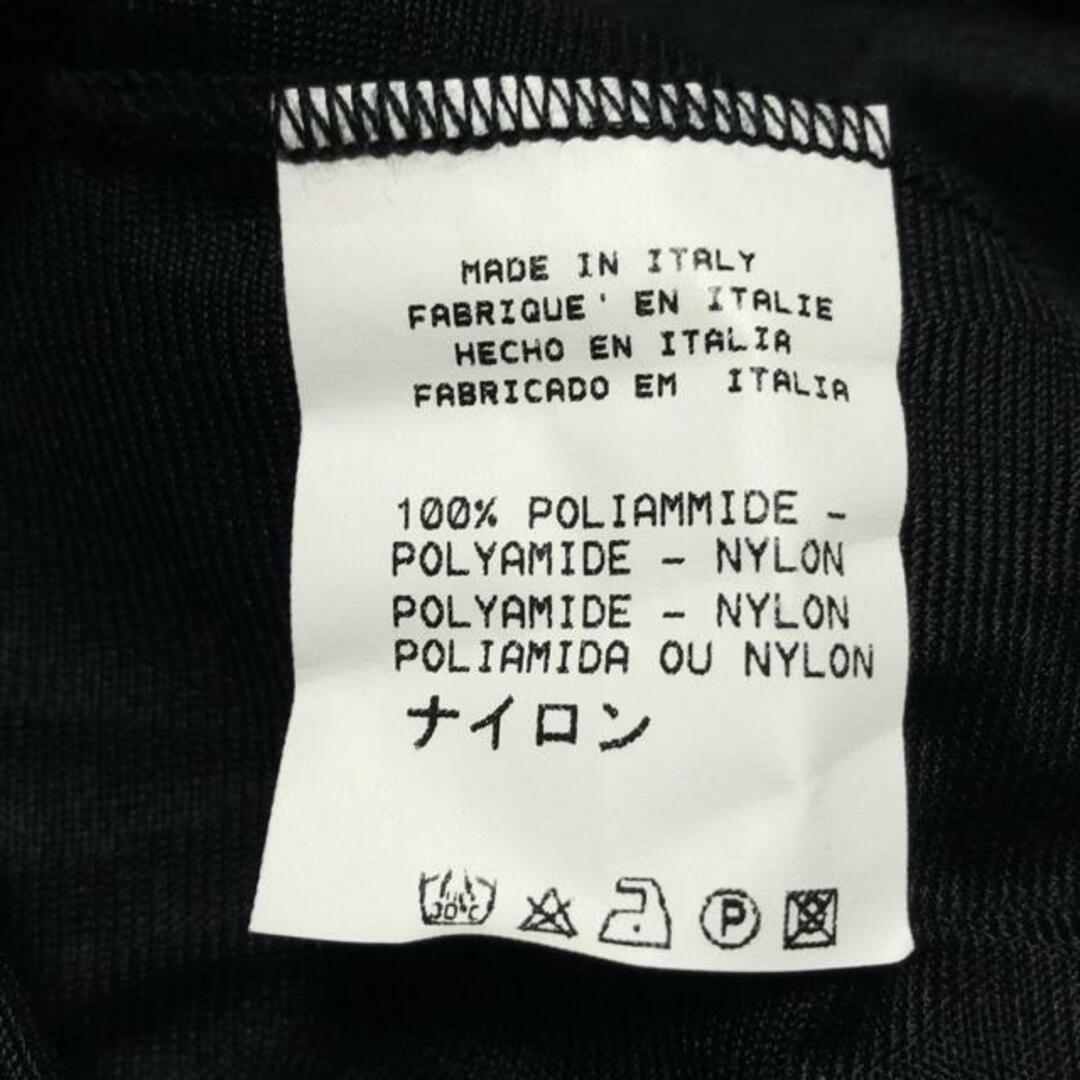 MADE IN ITALY
FABRIQUE' EN ITALIE
HECHO EN ITALIA
FABRICADO EM ITALIA
100% POLIAMMIDE -
POLYAMIDE - NYLON
POLYAMIDE - NYLON
POLIAMIDA OU NYLON
ナイロン
30°C P